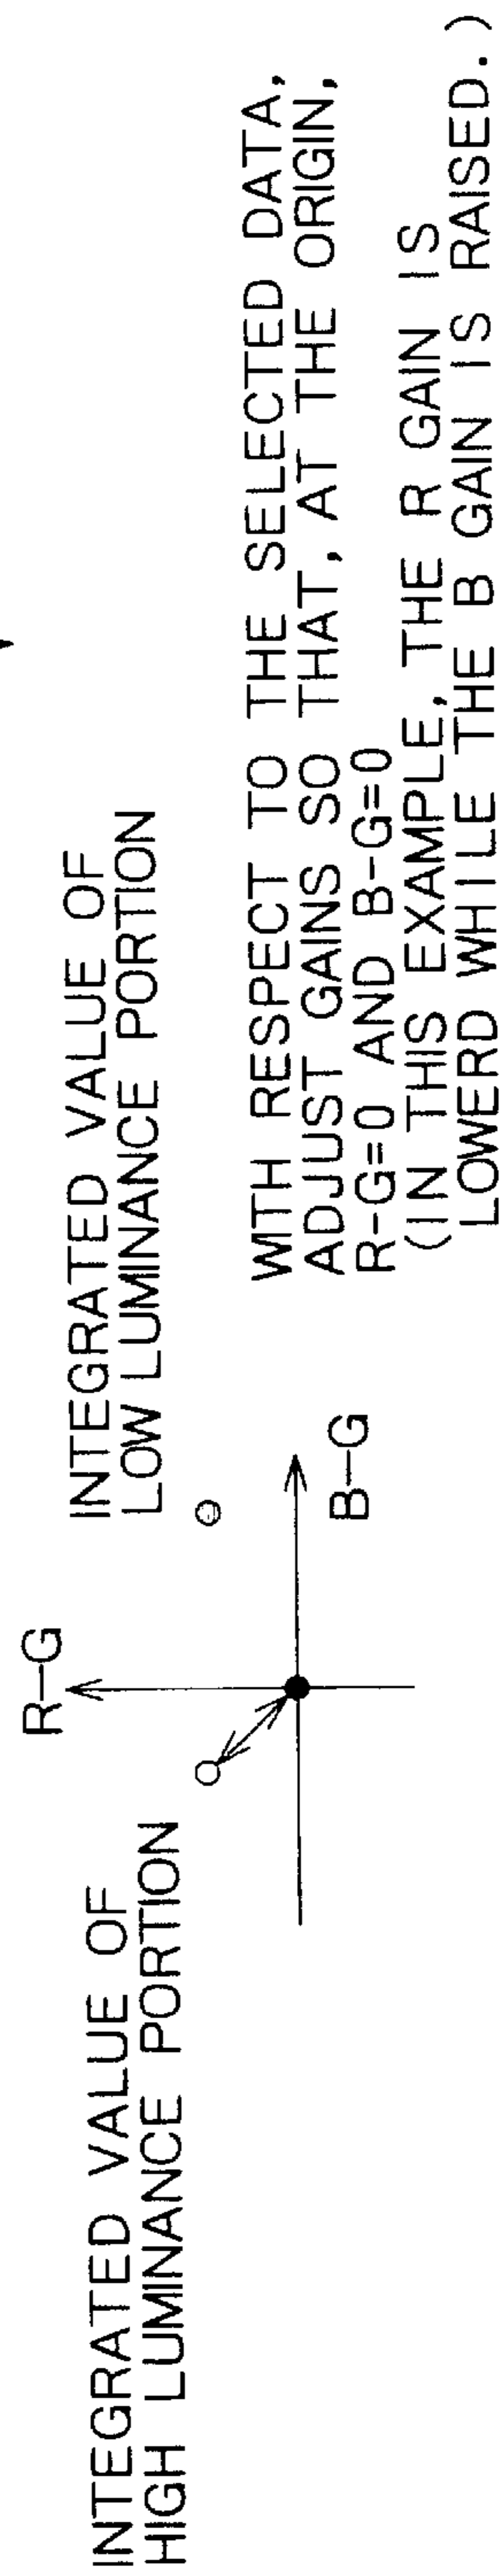 INTEGRATED VALUE OF
HIGH LUMINANCE PORTION
R-G
INTEGRATED VALUE OF
LOW LUMINANCE PORTION
B-G
WITH RESPECT TO THE SELECTED DATA,
ADJUST GAINS SO THAT, AT THE ORIGIN,
R-G=0 AND B-G=0
(IN THIS EXAMPLE, THE R GAIN IS
LOWERD WHILE THE B GAIN IS RAISED.)